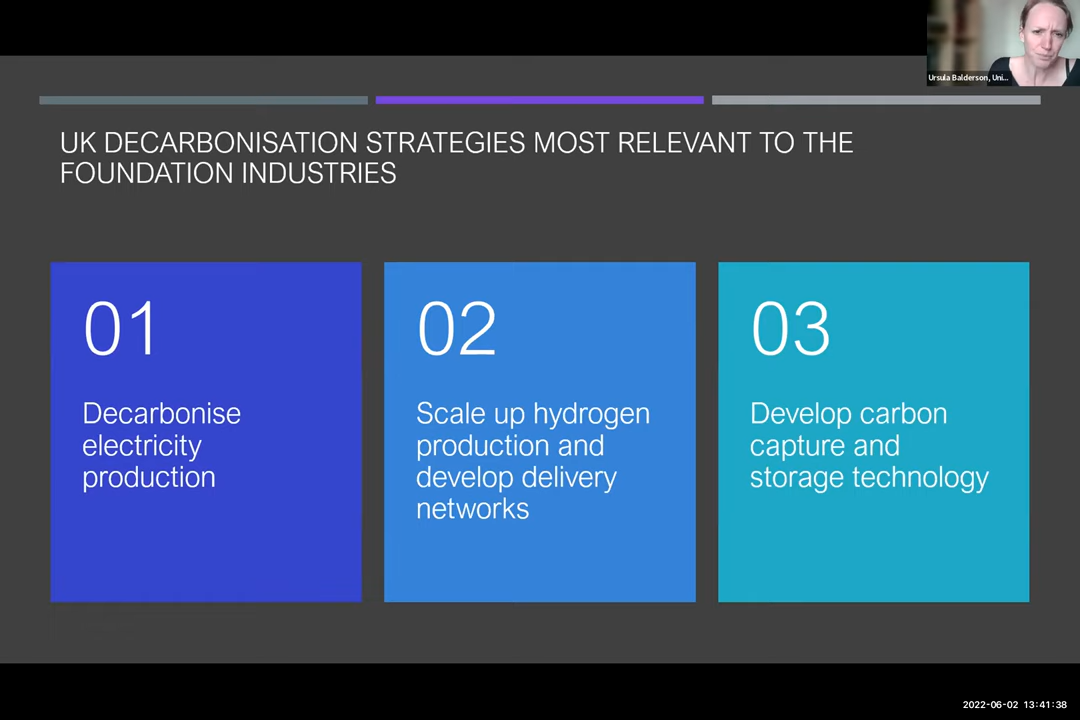 Ursula Balderson, Uni...
UK DECARBONISATION STRATEGIES MOST RELEVANT TO THE
FOUNDATION INDUSTRIES
01
Decarbonise
electricity
production
02
Scale up hydrogen
production and
develop delivery
networks
03
Develop carbon
capture and
storage technology
2022-06-02 13:41:38